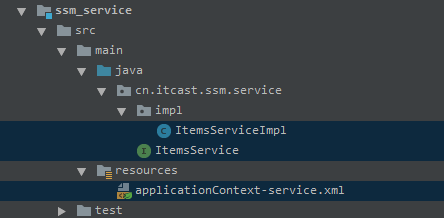 ssm_service
src
main
java
cn.itcast.ssm.service
impl
C ItemsServiceImpl
I ItemsService
resources
applicationContext-service.xml
test